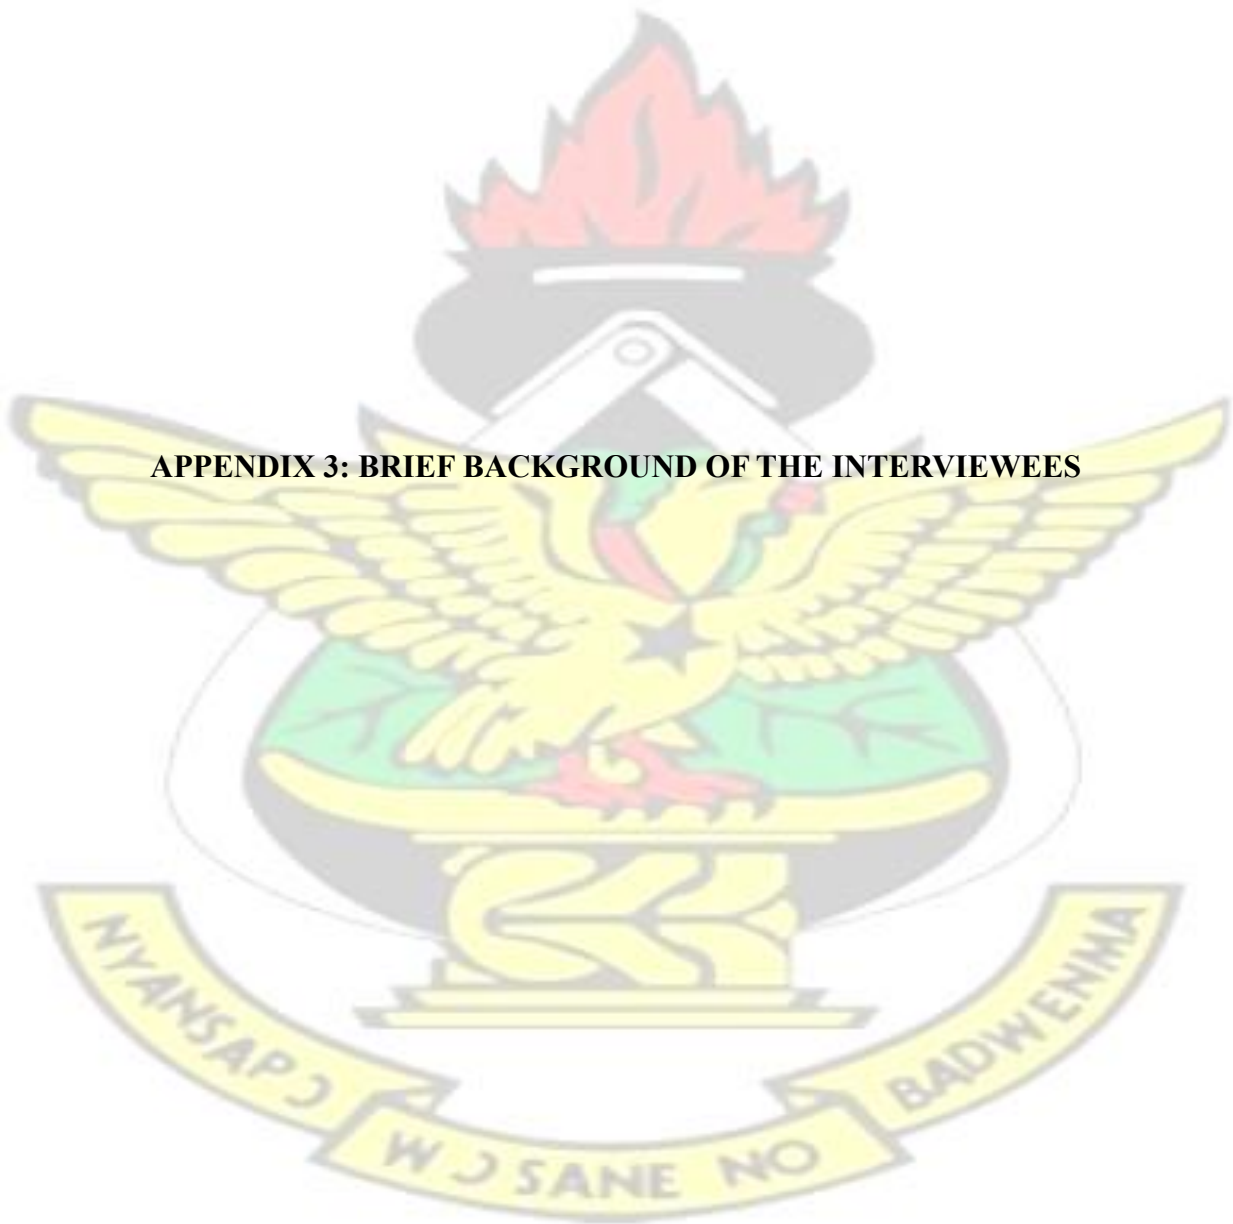 APPENDIX 3: BRIEF BACKGROUND OF THE INTERVIEWEES
NYANSAPƆ
WƆSANE NO
BADWENMA